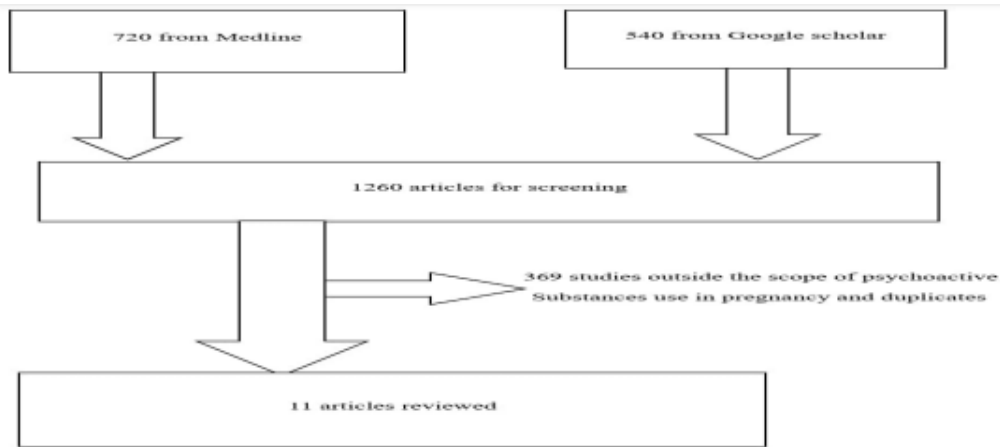 720 from Medline
540 from Google scholar
1260 articles for screening
369 studies outside the scope of psychoactive
Substances use in pregnancy and duplicates
11 articles reviewed